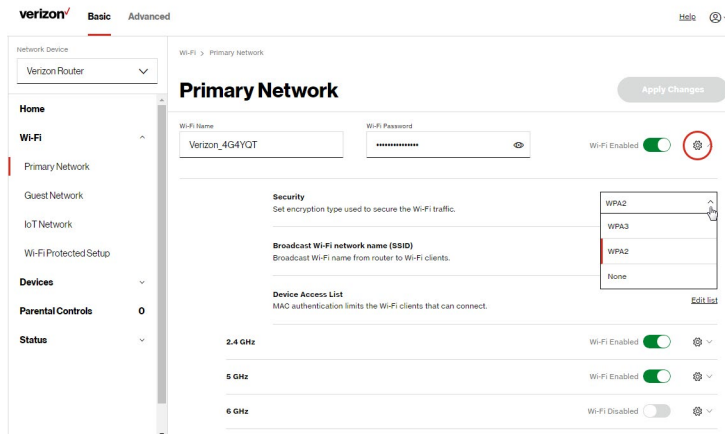 verizon
Basic
Advanced
Help
Network Device
Verizon Router
Home
Wi-Fi
Primary Network
Guest Network
IoT Network
Wi-Fi Protected Setup
Devices
Parental Controls 0
Status
Wi-Fi > Primary Network
Primary Network
Apply Changes
Wi-Fi Name
Verizon_4G4YQT
Wi-Fi Password
•••••••••••••••
Wi-Fi Enabled
Security
Set encryption type used to secure the Wi-Fi traffic.
WPA2
WPA3
WPA2
None
Broadcast Wi-Fi network name (SSID)
Broadcast Wi-Fi name from router to Wi-Fi clients.
Device Access List
MAC authentication limits the Wi-Fi clients that can connect.
Edit list
2.4 GHz
Wi-Fi Enabled
5 GHz
Wi-Fi Enabled
6 GHz
Wi-Fi Disabled